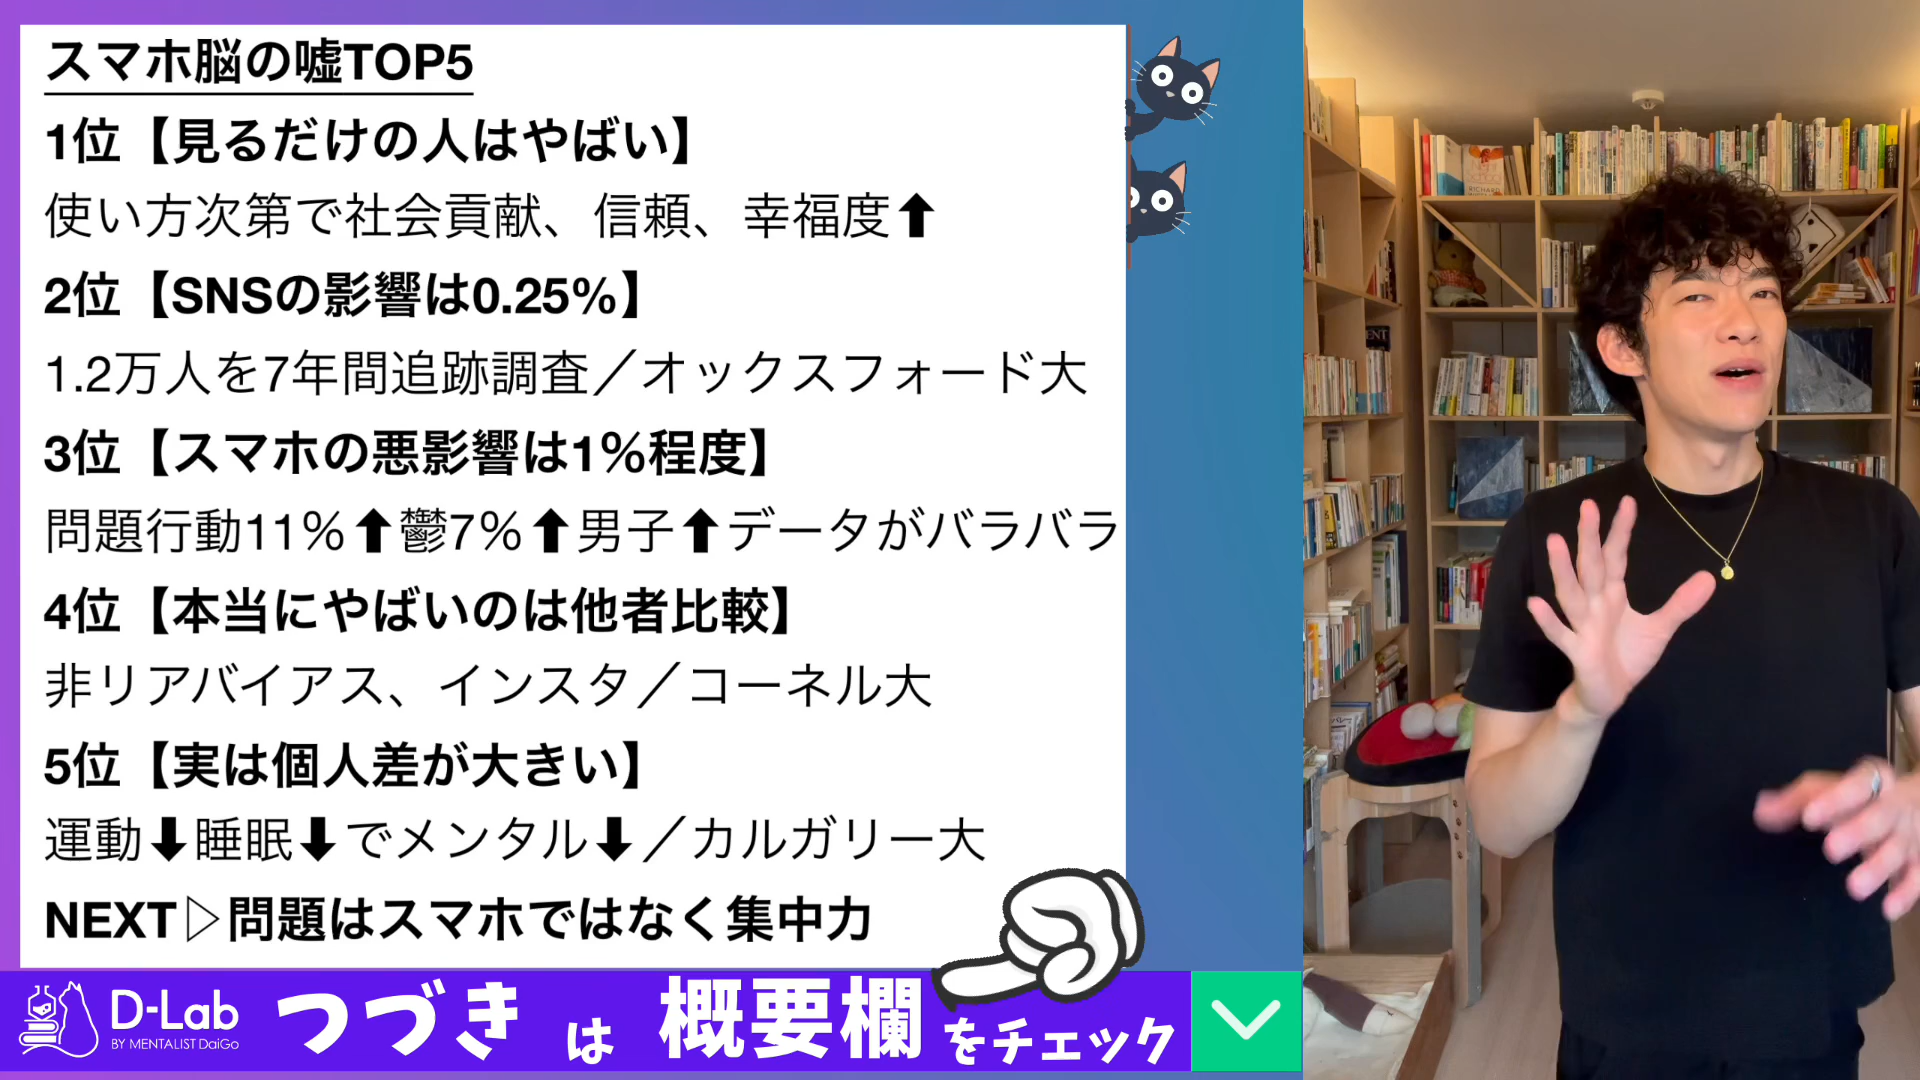 スマホ脳の嘘TOP5
1位【見るだけの人はやばい】
使い方次第で社会貢献、信頼、幸福度⬆
2位【SNSの影響は0.25%】
1.2万人を7年間追跡調査／オックスフォード大
3位【スマホの悪影響は1%程度】
問題行動11%⬆鬱7%⬆男子⬆データがバラバラ
4位【本当にやばいのは他者比較】
非リアバイアス、インスタ／コーネル大
5位【実は個人差が大きい】
運動⬇睡眠⬇でメンタル⬇／カルガリー大
NEXT▷問題はスマホではなく集中力
D-Lab
BY MENTALIST DaiGo
つづきは概要欄をチェック